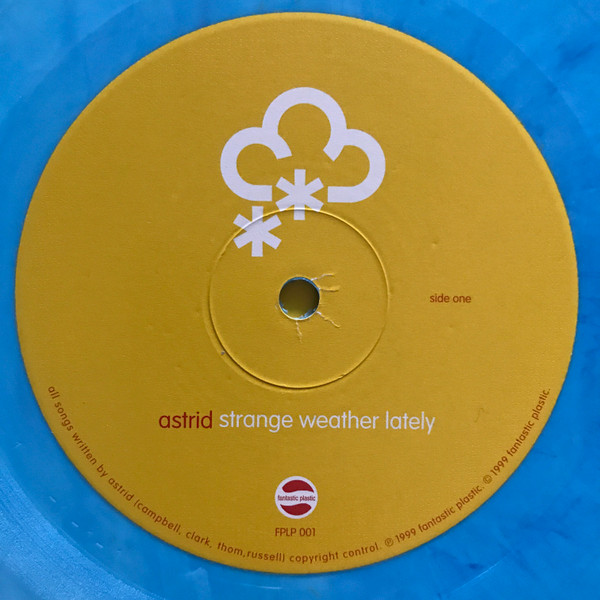 side one
astrid strange weather lately
fantastic plastic
FPLP 001
all songs written by astrid (campbell, clark, thom,russell) copyright control. ℗ 1999 fantastic plastic. © 1999 fantastic plastic.